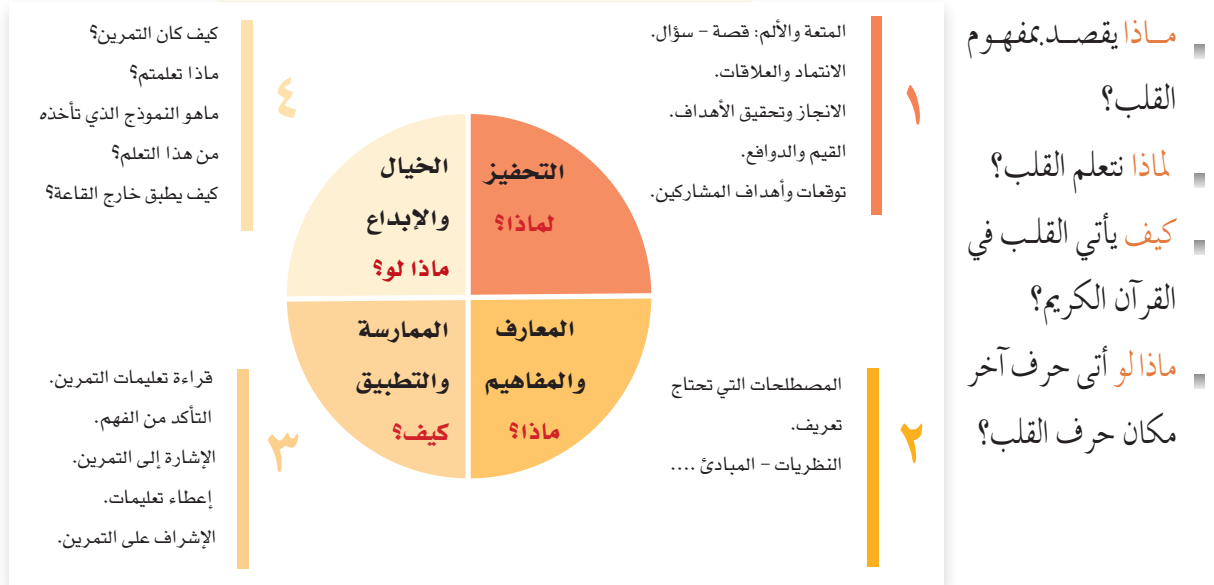 ماذا يقصد بمفهوم
القلب؟
لماذا نتعلم القلب؟
كيف يأتي القلب في
القرآن الكريم؟
ماذا لو أتى حرف آخر
مكان حرف القلب؟
١
المتعة والألم: قصة – سؤال.
الانتماد والعلاقات.
الانجاز وتحقيق الأهداف.
القيم والدوافع.
توقعات وأهداف المشاركين.
٢
المصطلحات التي تحتاج
تعريف.
النظريات – المبادئ ....
التحفيز
لماذا؟
المعارف
والمفاهيم
ماذا؟
الممارسة
والتطبيق
كيف؟
الخيال
والإبداع
ماذا لو؟
٣
قراءة تعليمات التمرين.
التأكد من الفهم.
الإشارة إلى التمرين.
إعطاء تعليمات.
الإشراف على التمرين.
٤
كيف كان التمرين؟
ماذا تعلمتم؟
ماهو النموذج الذي تأخذه
من هذا التعلم؟
كيف يطبق خارج القاعة؟